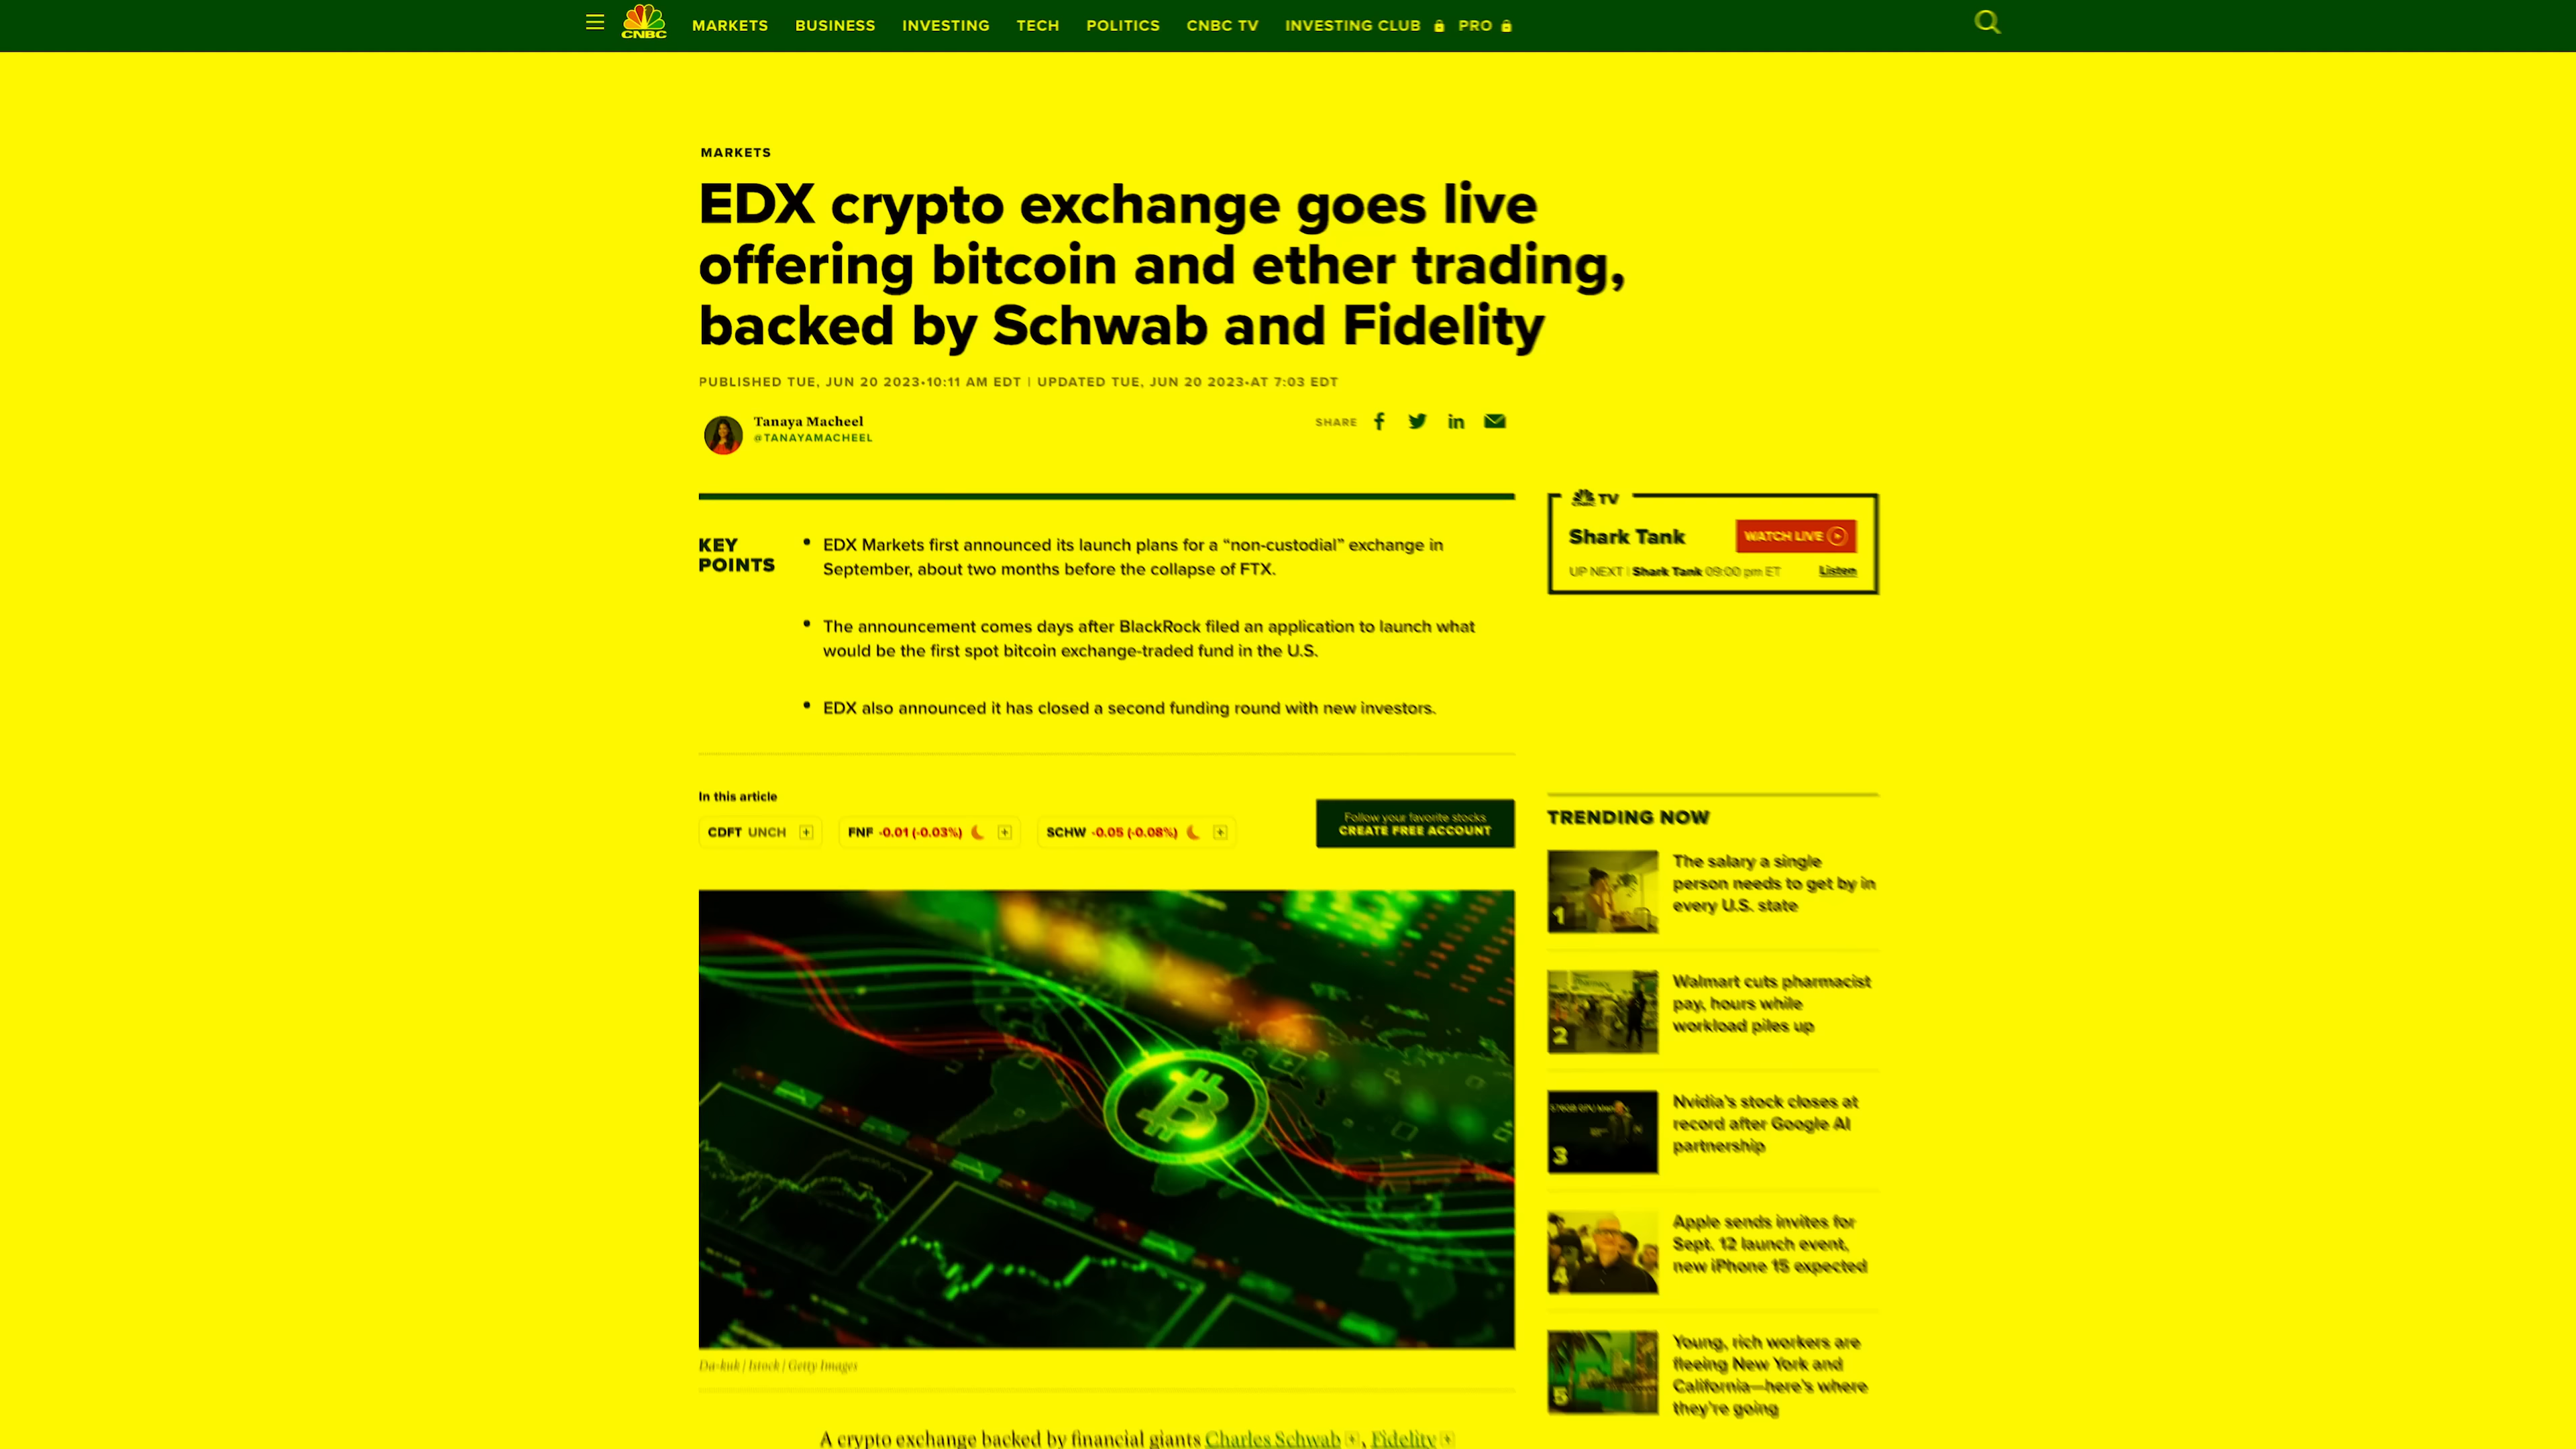 CNBC
MARKETS BUSINESS INVESTING TECH POLITICS CNBC TV INVESTING CLUB PRO
MARKETS
EDX crypto exchange goes live
offering bitcoin and ether trading,
backed by Schwab and Fidelity
PUBLISHED TUE, JUN 20 2023•10:11 AM EDT | UPDATED TUE, JUN 20 2023•AT 7:03 EDT
Tanaya Macheel
@TANAYAMACHEEL
SHARE
KEY
POINTS
• EDX Markets first announced its launch plans for a “non-custodial” exchange in
September, about two months before the collapse of FTX.
• The announcement comes days after BlackRock filed an application to launch what
would be the first spot bitcoin exchange-traded fund in the U.S.
• EDX also announced it has closed a second funding round with new investors.
In this article
CDFT UNCH
FNF -0.01 (-0.03%)
SCHW -0.05 (-0.08%)
Follow your favorite stocks
CREATE FREE ACCOUNT
Da-kuk | Istock | Getty Images
A crypto exchange backed by financial giants Charles Schwab, Fidelity
TV
Shark Tank
WATCH LIVE
UP NEXT | Shark Tank 09:00 pm ET
Listen
TRENDING NOW
1
The salary a single
person needs to get by in
every U.S. state
2
Walmart cuts pharmacist
pay, hours while
workload piles up
3
Nvidia’s stock closes at
record after Google AI
partnership
4
Apple sends invites for
Sept. 12 launch event,
new iPhone 15 expected
5
Young, rich workers are
fleeing New York and
California—here’s where
they’re going